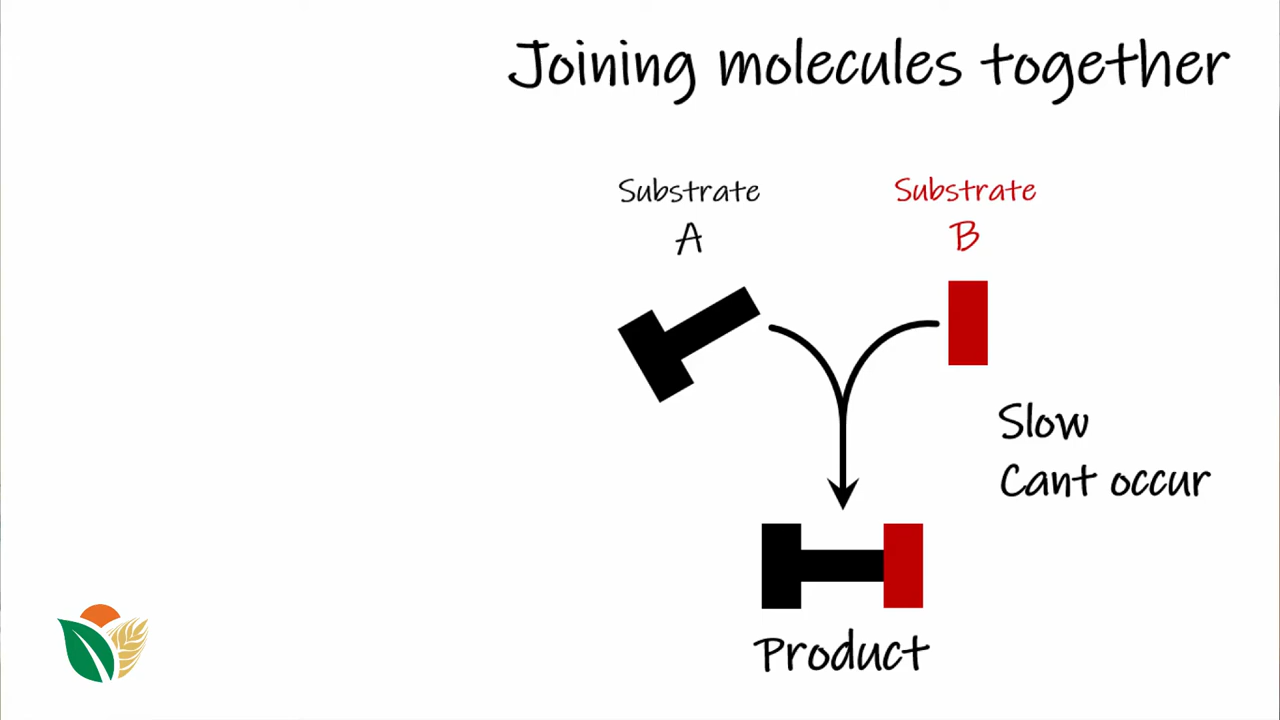 Joining molecules together
Substrate
A
Substrate
B
Slow
Cant occur
Product